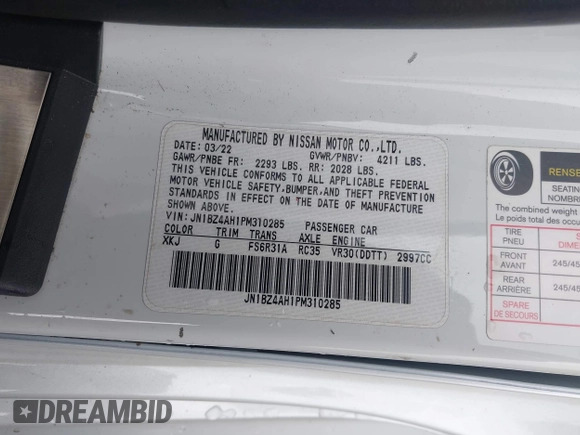 MANUFACTURED BY NISSAN MOTOR CO.,LTD.
DATE: 03/22 GVWR/PNBV: 4211 LBS.
GAWR/PNBE FR: 2293 LBS. RR: 2028 LBS.
THIS VEHICLE CONFORMS TO ALL APPLICABLE FEDERAL
MOTOR VEHICLE SAFETY,BUMPER,AND THEFT PREVENTION
STANDARDS IN EFFECT ON THE DATE OF MANUFACTURE
SHOWN ABOVE.
VIN: JN1BZ4AH1PM310285 PASSENGER CAR
COLOR TRIM TRANS AXLE ENGINE
XKJ G FS6R31A RC35 VR30(DDTT) 2997CC
JN1BZ4AH1PM310285
RENSE
SEATING
NOMBRE
The combined weight
Le poids total des occu
TIRE
PNEU
S
DIME
FRONT
AVANT
245/45
REAR
ARRIÈRE
245/45
SPARE
DE SECOURS
DREAMBID